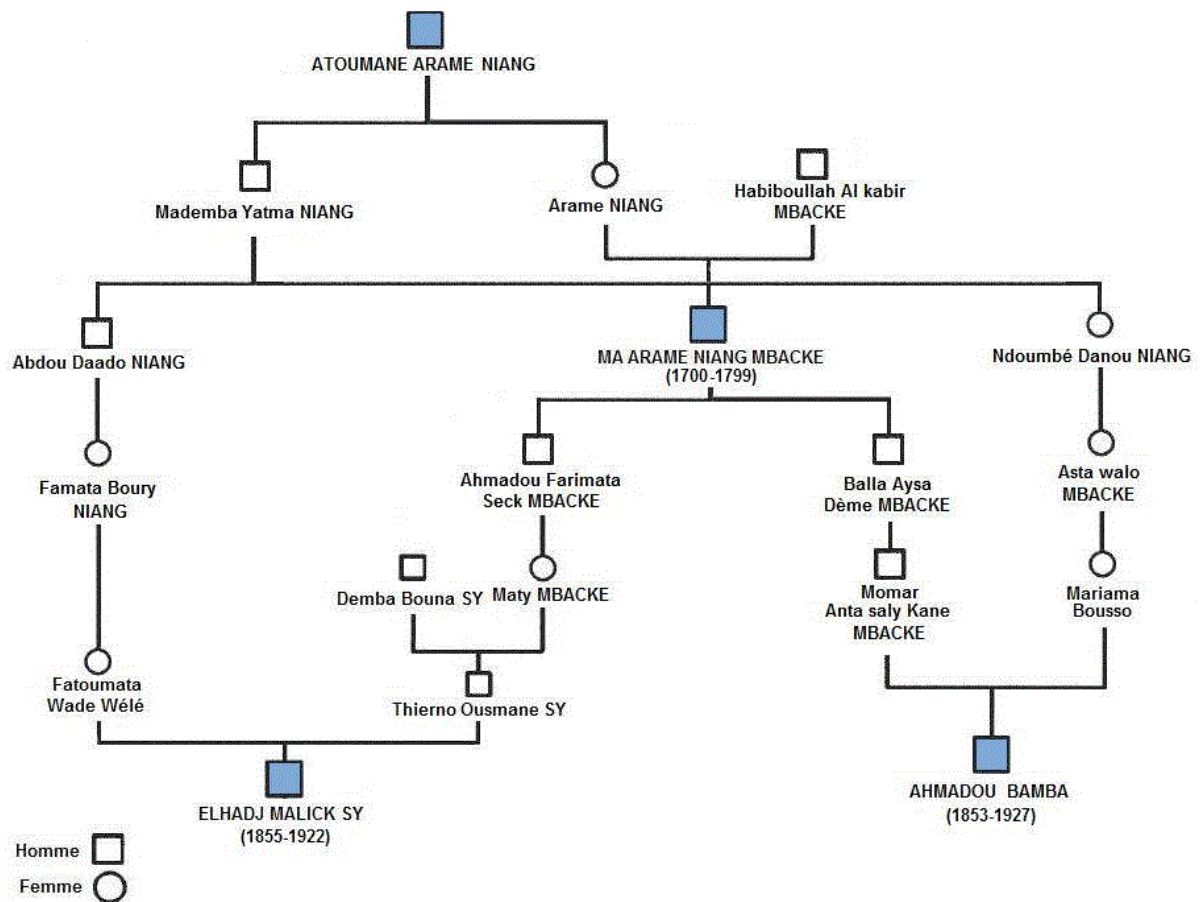 ATOUMANE ARAME NIANG
Mademba Yatma NIANG
Arame NIANG
Habiboullah Al kabir
MBACKE
Abdou Daado NIANG
MA ARAME NIANG MBACKE
(1700-1799)
Ndoumbé Danou NIANG
Famata Boury
NIANG
Ahmadou Farimata
Seck MBACKE
Balla Aysa
Dème MBACKE
Asta walo
MBACKE
Demba Bouna SY
Maty MBACKE
Momar
Anta saly Kane
MBACKE
Mariama
Bousso
Fatoumata
Wade Wélé
Thierno Ousmane SY
ELHADJ MALICK SY
(1855-1922)
AHMADOU BAMBA
(1853-1927)
Homme
Femme